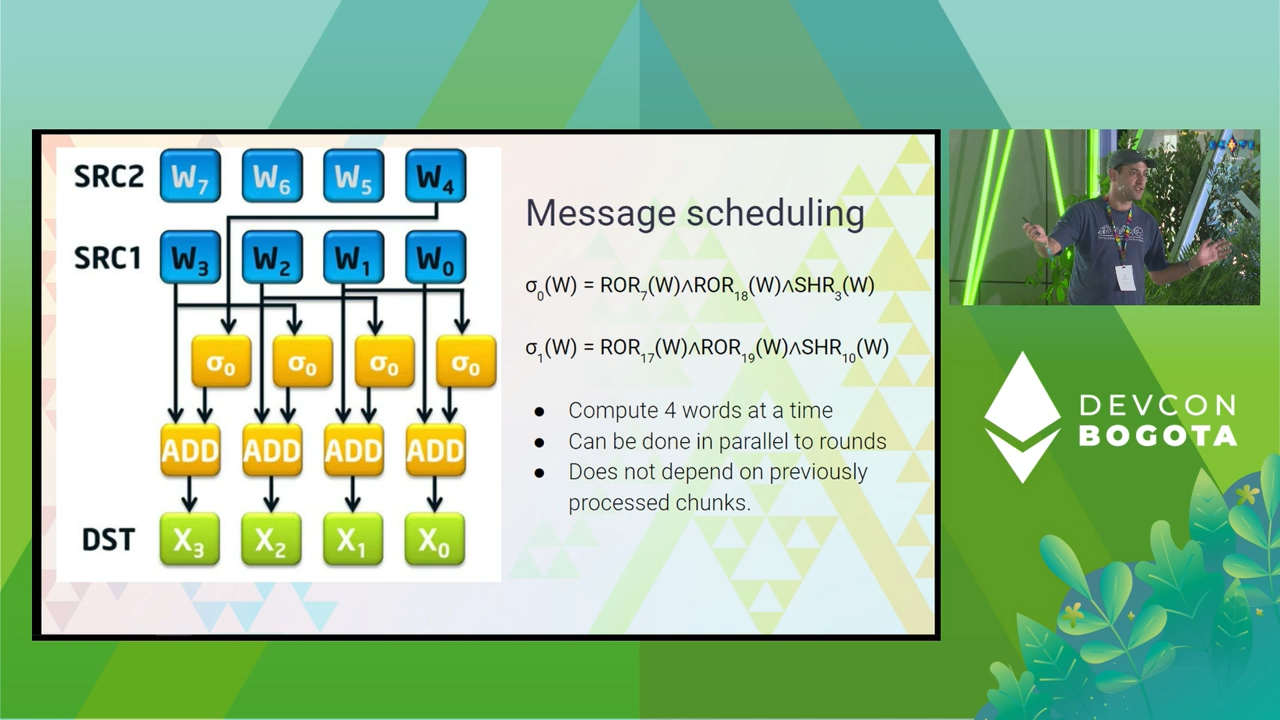 SRC2 W7 W6 W5 W4
SRC1 W3 W2 W1 W0
σ0 σ0 σ0 σ0
ADD ADD ADD ADD
DST X3 X2 X1 X0
Message scheduling
σ0(W) = ROR7(W)∧ROR18(W)∧SHR3(W)
σ1(W) = ROR17(W)∧ROR19(W)∧SHR10(W)
● Compute 4 words at a time
● Can be done in parallel to rounds
● Does not depend on previously
processed chunks.
DEVCON
BOGOTA